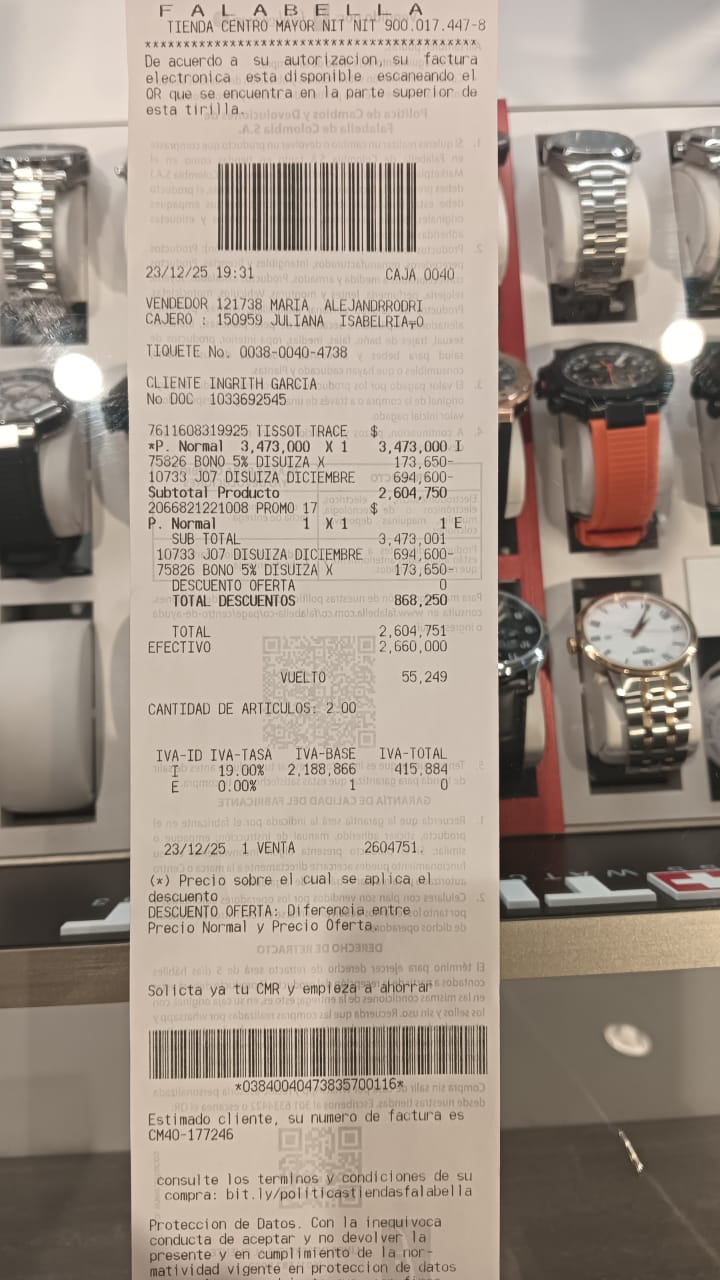 F A L A B E L L A
TIENDA CENTRO MAYOR NIT NIT 900.017.447-8
*******************************************
De acuerdo a su autorizacion, su factura
electronica esta disponible escaneando el
QR que se encuentra en la parte superior de
esta tirilla.
23/12/25 19:31 CAJA 0040
VENDEDOR 121738 MARIA ALEJANDRRODRI
CAJERO : 150959 JULIANA ISABELRIA
TIQUETE No. 0038-0040-4738
CLIENTE INGRITH GARCIA
No DOC 1033692545
7611608319925 TISSOT TRACE $
*P. Normal 3,473,000 X 1 3,473,000 I
75826 BONO 5% DISUIZA X 173,650-
10733 J07 DISUIZA DICIEMBRE 694,600-
Subtotal Producto 2,604,750
2066821221008 PROMO 17 $
P. Normal 1 X 1 1 E
SUB TOTAL 3,473,001
10733 J07 DISUIZA DICIEMBRE 694,600-
75826 BONO 5% DISUIZA X 173,650-
DESCUENTO OFERTA 0
TOTAL DESCUENTOS 868,250
TOTAL 2,604,751
EFECTIVO 2,660,000
VUELTO 55,249
CANTIDAD DE ARTICULOS: 2.00
IVA-ID IVA-TASA IVA-BASE IVA-TOTAL
I 19.00% 2,188,866 415,884
E 0.00% 1 0
23/12/25 1 VENTA 2604751.
(*) Precio sobre el cual se aplica el
descuento
DESCUENTO OFERTA: Diferencia entre
Precio Normal y Precio Oferta.
Solicta ya tu CMR y empieza a ahorrar
*03840040473835700116*
Estimado cliente, su numero de factura es
CM40-177246
consulte los terminos y condiciones de su
compra: bit.ly/politicastiendasfalabella
Proteccion de Datos. Con la inequivoca
conducta de aceptar y no devolver la
presente y en cumplimiento de la nor-
matividad vigente en proteccion de datos